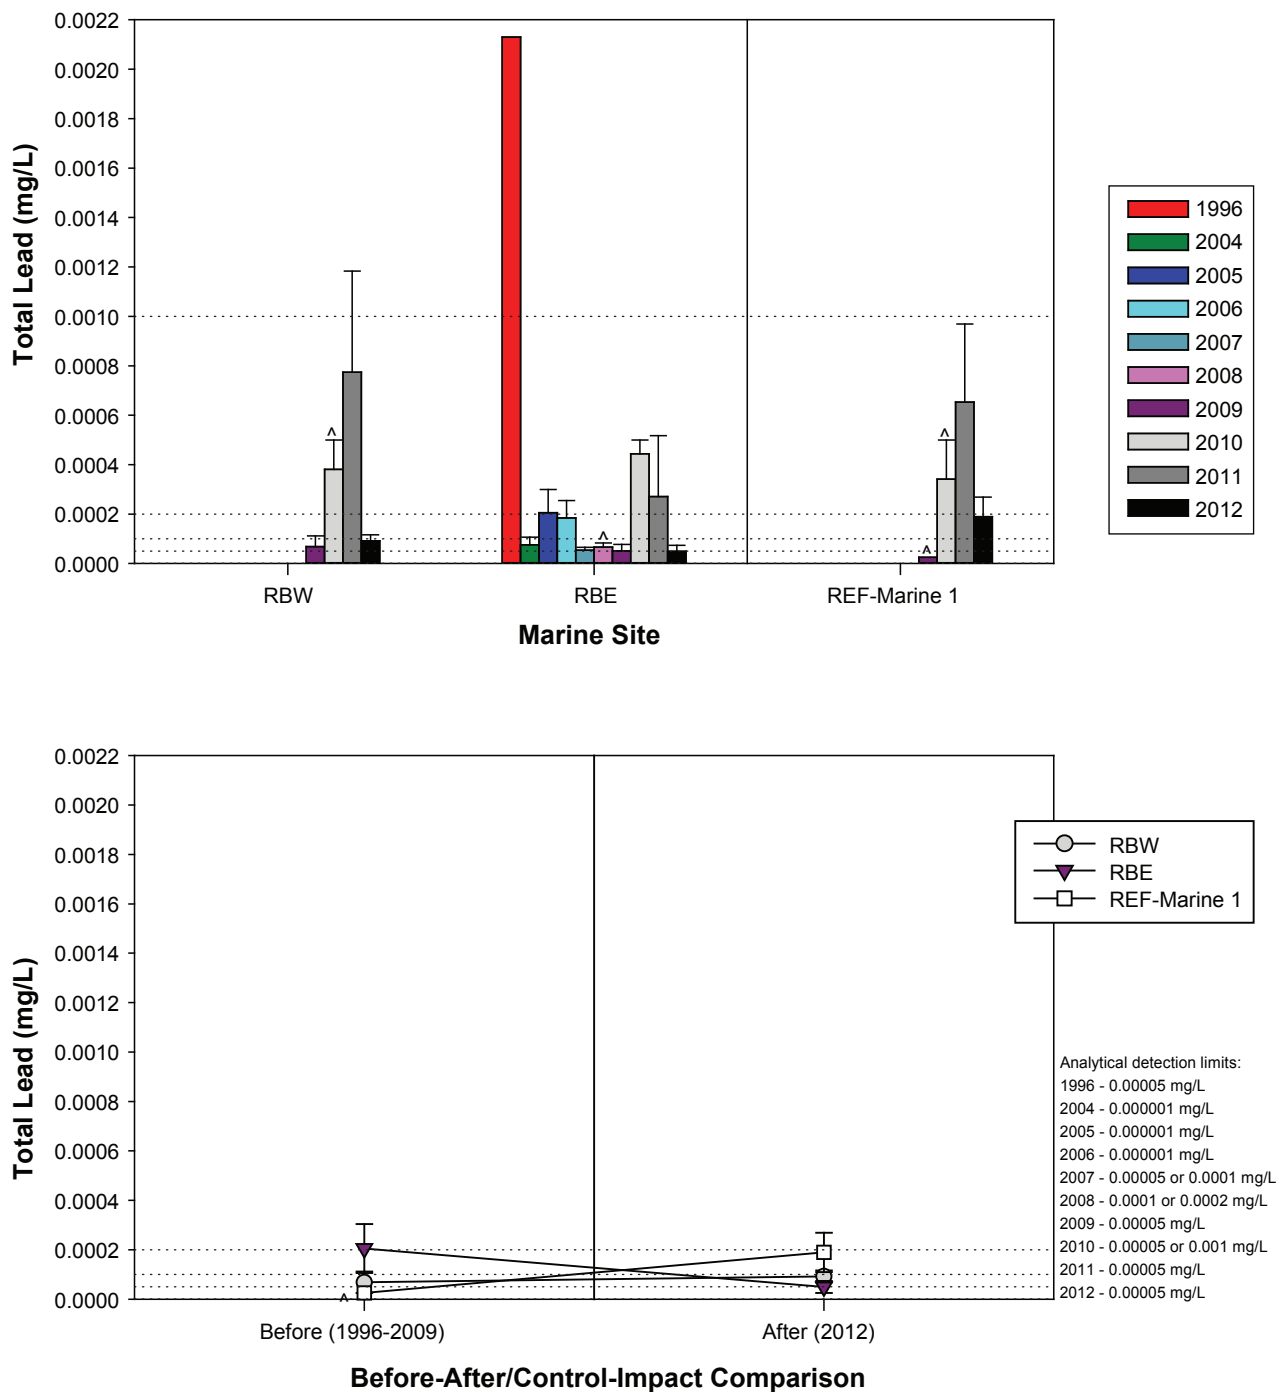 0.0022
0.0020
0.0018
0.0016
0.0014
0.0012
0.0010
0.0008
0.0006
0.0004
0.0002
0.0000
Total Lead (mg/L)
^
^
^
^
RBW
RBE
REF-Marine 1
Marine Site
1996
2004
2005
2006
2007
2008
2009
2010
2011
2012
0.0022
0.0020
0.0018
0.0016
0.0014
0.0012
0.0010
0.0008
0.0006
0.0004
0.0002
0.0000
Total Lead (mg/L)
^
Before (1996-2009)
After (2012)
Before-After/Control-Impact Comparison
RBW
RBE
REF-Marine 1
Analytical detection limits:
1996 - 0.00005 mg/L
2004 - 0.000001 mg/L
2005 - 0.000001 mg/L
2006 - 0.000001 mg/L
2007 - 0.00005 or 0.0001 mg/L
2008 - 0.0001 or 0.0002 mg/L
2009 - 0.00005 mg/L
2010 - 0.00005 or 0.001 mg/L
2011 - 0.00005 mg/L
2012 - 0.00005 mg/L